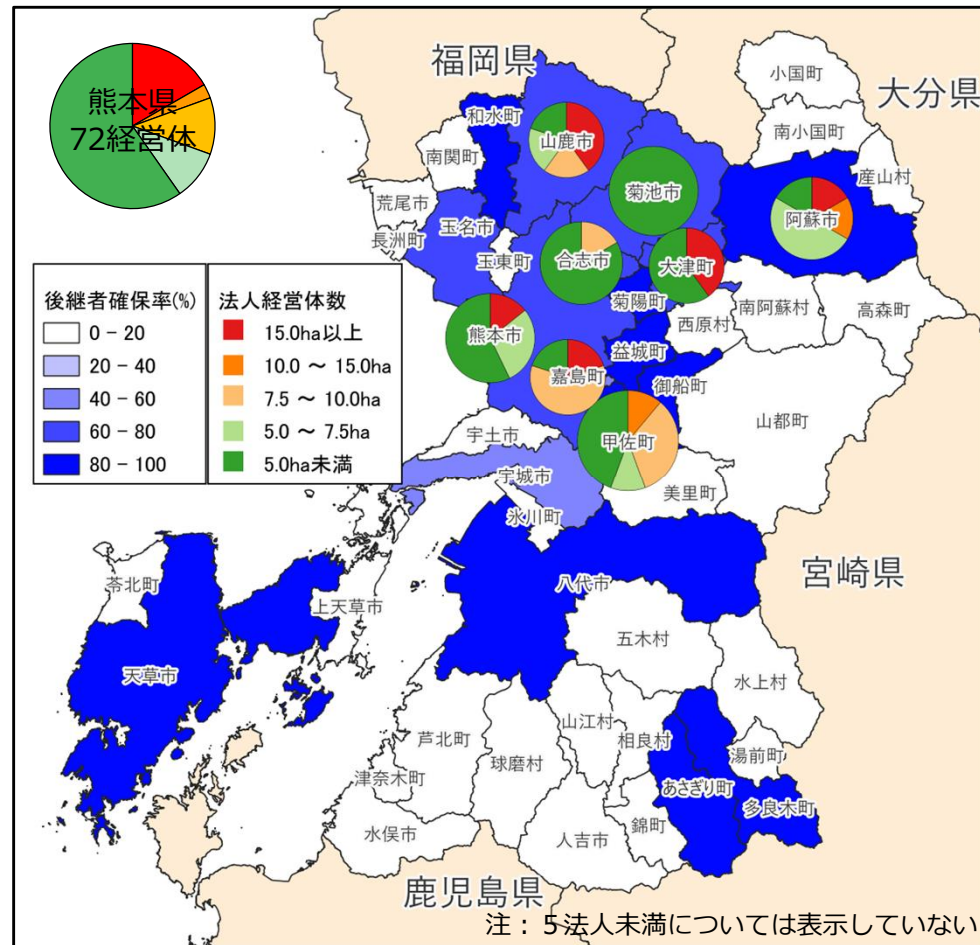 福岡県
大分県
熊本県
72経営体
小国町
南小国町
産山村
和水町
山鹿市
南関町
菊池市
荒尾市
阿蘇市
長洲町
玉名市
玉東町
合志市
大津町
菊陽町
西原村
南阿蘇村
高森町
熊本市
益城町
嘉島町
御船町
甲佐町
山都町
宇土市
宇城市
美里町
氷川町
後継者確保率(%)
0 − 20
20 − 40
40 − 60
60 − 80
80 − 100
法人経営体数
15.0ha以上
10.0 ～ 15.0ha
7.5 ～ 10.0ha
5.0 ～ 7.5ha
5.0ha未満
宮崎県
八代市
苓北町
上天草市
天草市
五木村
水上村
芦北町
山江村
相良村
湯前町
津奈木町
球磨村
あさぎり町
多良木町
錦町
水俣市
人吉市
鹿児島県
注：５法人未満については表示していない